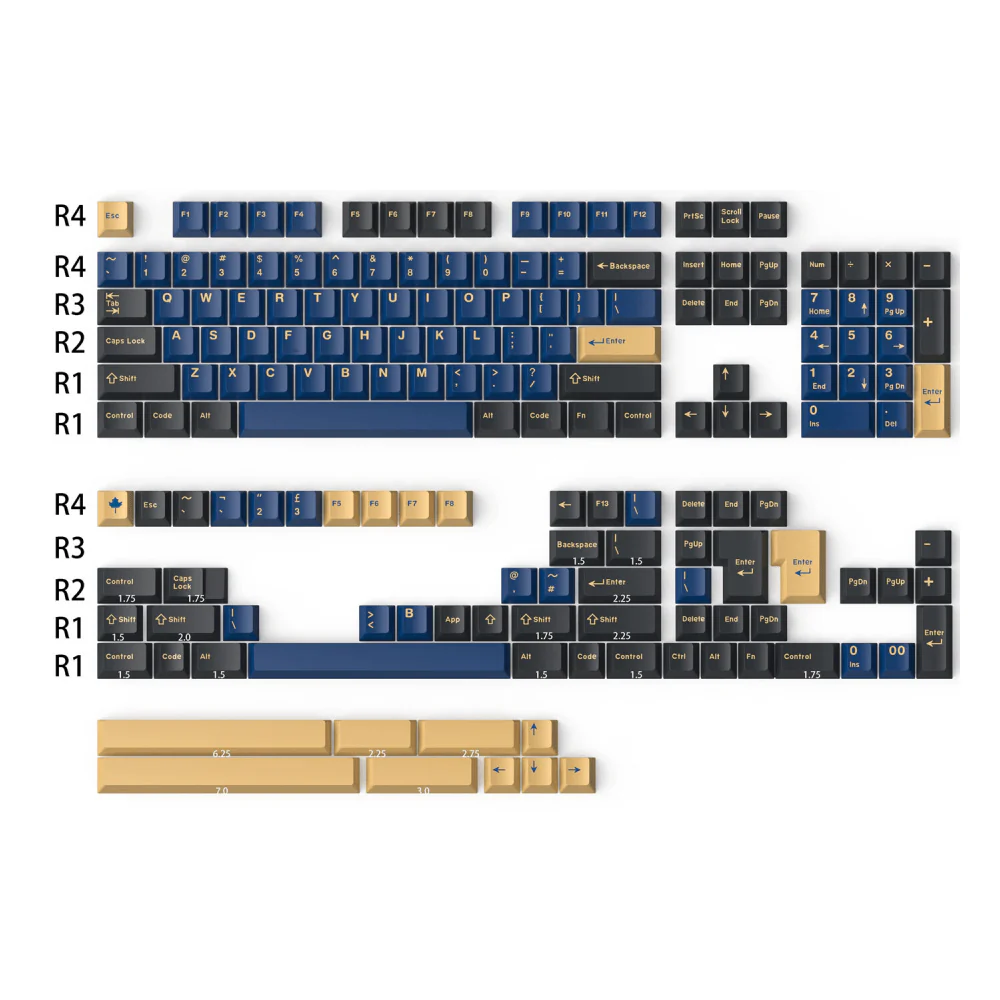 R4 Esc F1 F2 F3 F4 F5 F6 F7 F8 F9 F10 F11 F12 PrtSc Scroll Lock Pause
R4 ~ ` ! 1 @ 2 # 3 $ 4 % 5 ^ 6 & 7 * 8 ( 9 ) 0 — - + = ← Backspace Insert Home PgUp Num ÷ × −
R3 Tab Q W E R T Y U I O P { [ } ] | \ Delete End PgDn 7 Home 8 ↑ 9 Pg Up +
R2 Caps Lock A S D F G H J K L : ; " ' Enter 4 ← 5 6 →
R1 Shift Z X C V B N M < , > . ? / Shift ↑ 1 End 2 ↓ 3 Pg Dn Enter
R1 Control Code Alt Alt Code Fn Control ← ↓ → 0 Ins . Del
R4 Esc ~ ` ¬ ` " 2 £ 3 F5 F6 F7 F8 ← F13 | \ Delete End PgDn
R3 Backspace 1.5 | \ 1.5 PgUp Enter Enter −
R2 Control 1.75 Caps Lock 1.75 @ ' ~ # Enter 2.25 | \ PgDn PgUp +
R1 Shift 1.5 Shift 2.0 | \ > < B App Shift 1.75 Shift 2.25 Delete End PgDn Enter
R1 Control 1.5 Code Alt 1.5 Alt 1.5 Code Control 1.5 Ctrl Alt Fn Control 1.75 0 Ins 00
6.25 2.25 2.75 ↑
7.0 3.0 ← ↓ →